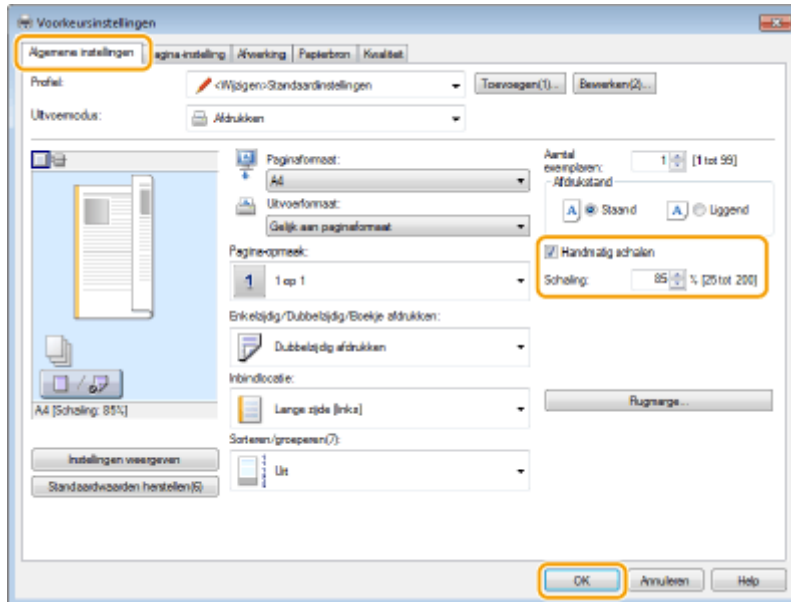 Voorkeursinstellingen
Algemene instellingen agina-instelling Afwerking Papierbron Kwaliteit
Profiel: <Wijzigen>Standaardinstellingen Toevoegen(1)... Bewerken(2)...
Uitvoermodus: Afdrukken
Paginaformaat:
A4
Uitvoerformaat:
Gelijk aan paginaformaat
Pagina-opmaak:
1 1 op 1
Enkelzijdig/Dubbelzijdig/Boekje afdrukken:
Dubbelzijdig afdrukken
Inbindlocatie:
Lange zijde [links]
Sorteren/groeperen(7):
Uit
Aantal
exemplaren: 1 [1 tot 99]
Afdrukstand
A Staand A Liggend
Handmatig schalen
Schaling: 85 % [25 tot 200]
Rugmarge...
A4 [Schaling: 85%]
Instellingen weergeven
Standaardwaarden herstellen(6)
OK Annuleren Help